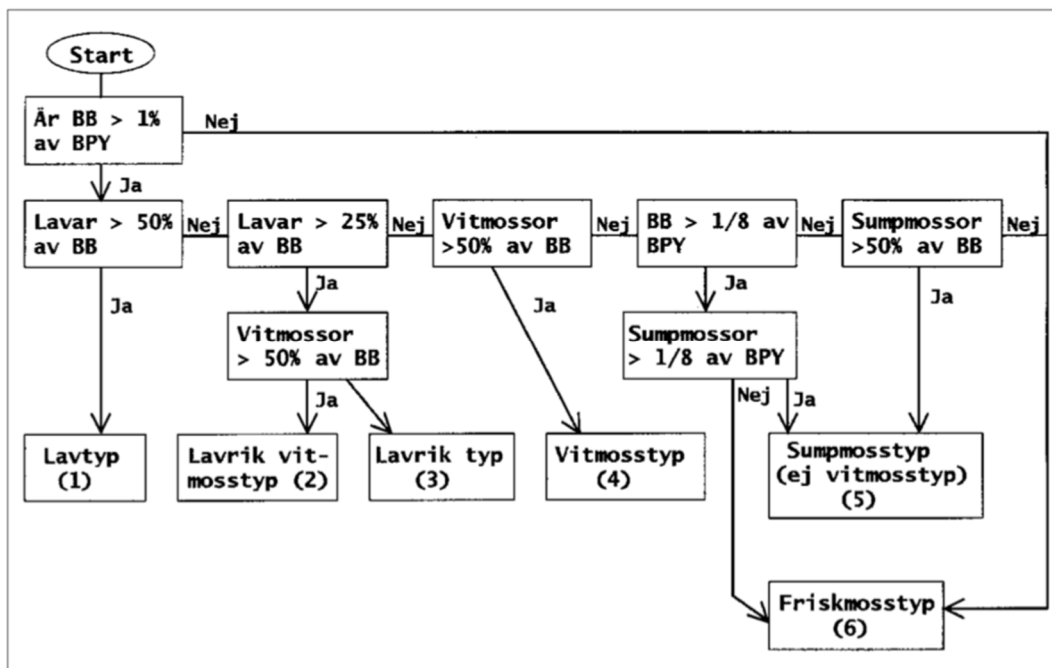 Start
Är BB > 1%
av BPY
Nej
Ja
Lavar > 50%
av BB
Nej
Lavar > 25%
av BB
Nej
Vitmossor
>50% av BB
Nej
BB > 1/8 av
BPY
Nej
Sumpmossor
>50% av BB
Nej
Ja
Ja
Vitmossor
> 50% av BB
Ja
Ja
Sumpmossor
> 1/8 av BPY
Ja
Ja
Nej
Ja
Lavtyp
(1)
Lavrik vit-
mosstyp (2)
Lavrik typ
(3)
Vitmosstyp
(4)
Sumpmosstyp
(ej vitmosstyp)
(5)
Friskmosstyp
(6)